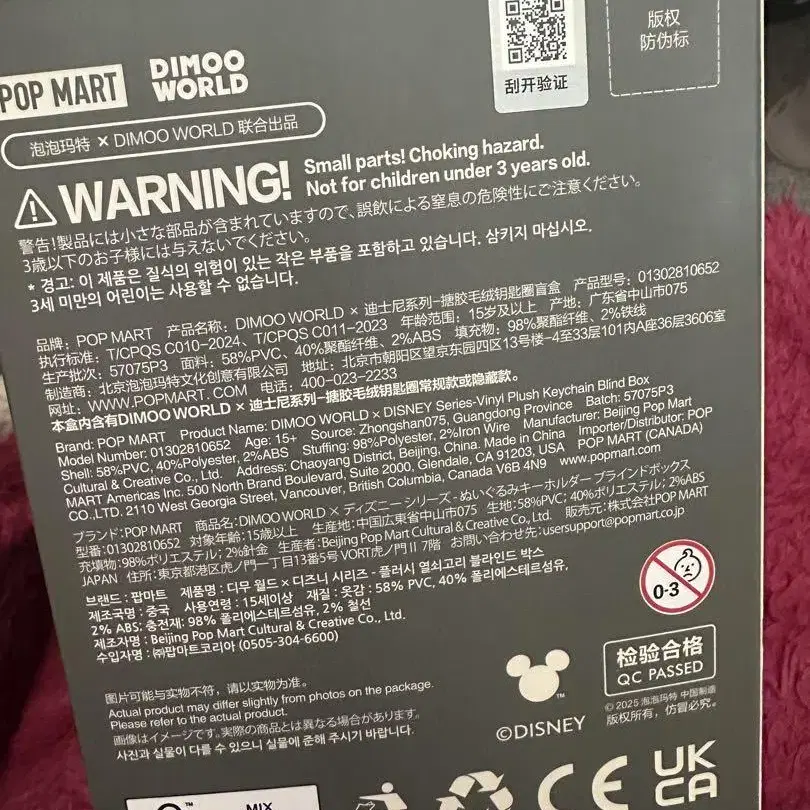 版权
防伪标
刮开验证
POP MART
DIMOO
WORLD
泡泡玛特 × DIMOO WORLD 联合出品
WARNING!
Small parts! Choking hazard.
Not for children under 3 years old.
警告!製品には小さな部品が含まれていますので、誤飲による窒息の危険性にご注意ください。
3歳以下のお子様には与えないでください。
* 경고: 이 제품은 질식의 위험이 있는 작은 부품을 포함하고 있습니다. 삼키지 마십시오.
3세 미만의 어린이는 사용할 수 없습니다.
品牌：POP MART 产品名称：DIMOO WORLD × 迪士尼系列-搪胶毛绒钥匙圈盲盒 产品型号：01302810652
执行标准：T/CPQS C010-2024、T/CPQS C011-2023 年龄范围：15岁及以上 产地：广东省中山市075
生产批次：57075P3 面料：58%PVC、40%聚酯纤维、2%ABS 填充物：98%聚酯纤维、2%铁线
制造商：北京泡泡玛特文化创意有限公司 地址：北京市朝阳区望京东园四区13号楼-4至33层101内A座36层3606室
网址：WWW.POPMART.COM 电话：400-023-2233
本盒内含有DIMOO WORLD × 迪士尼系列-搪胶毛绒钥匙圈常规款或隐藏款。
Brand: POP MART Product Name: DIMOO WORLD × DISNEY Series-Vinyl Plush Keychain Blind Box
Model Number: 01302810652 Age: 15+ Source: Zhongshan075, Guangdong Province Batch: 57075P3
Shell: 58%PVC, 40%Polyester, 2%ABS Stuffing: 98%Polyester, 2%Iron Wire Manufacturer: Beijing Pop Mart
Cultural & Creative Co., Ltd. Address: Chaoyang District, Beijing, China. Made in China Importer/Distributor: POP
MART Americas Inc. 500 North Brand Boulevard, Suite 2000, Glendale, CA 91203, USA POP MART (CANADA)
CO.,LTD. 2110 West Georgia Street, Vancouver, British Columbia, Canada V6B 4N9 www.popmart.com
ブランド：POP MART 商品名：DIMOO WORLD × ディズニーシリーズ - ぬいぐるみキーホルダー ブラインドボックス
型番：01302810652 対象年齢：15歳以上 生産地：中国広東省中山市075 生地：58%PVC; 40%ポリエステル; 2%ABS
充填物：98%ポリエステル; 2%針金 生産者：Beijing Pop Mart Cultural & Creative Co., Ltd. 販売元：株式会社POP MART
JAPAN 住所：東京都港区虎ノ門一丁目13番5号 VORT虎ノ門II 7階 お問い合わせ先：usersupport@popmart.co.jp
브랜드 : 팝마트 제품명 : 디무 월드 × 디즈니 시리즈 - 플러시 열쇠고리 블라인드 박스
제조국명 : 중국 사용연령 : 15세이상 재질 : 옷감 : 58% PVC, 40% 폴리에스테르섬유,
2% ABS: 충전재: 98% 폴리에스테르섬유, 2% 철선
제조자명 : Beijing Pop Mart Cultural & Creative Co., Ltd.
수입자명 : ㈜팝마트코리아 (0505-304-6600)
0-3
图片可能与实物不符，请以实物为准。
Actual product may differ slightly from photos on the package.
Please refer to the actual product.
画像はイメージです。実際の商品とは異なる場合があります。
사진과 실물이 다를 수 있으니 실물에 준해 주시기 바랍니다.
TM
©DISNEY
检验合格
QC PASSED
© 2025 泡泡玛特 中国制造
版权所有，仿冒必究。
TM
MIX
CE
UK
CA